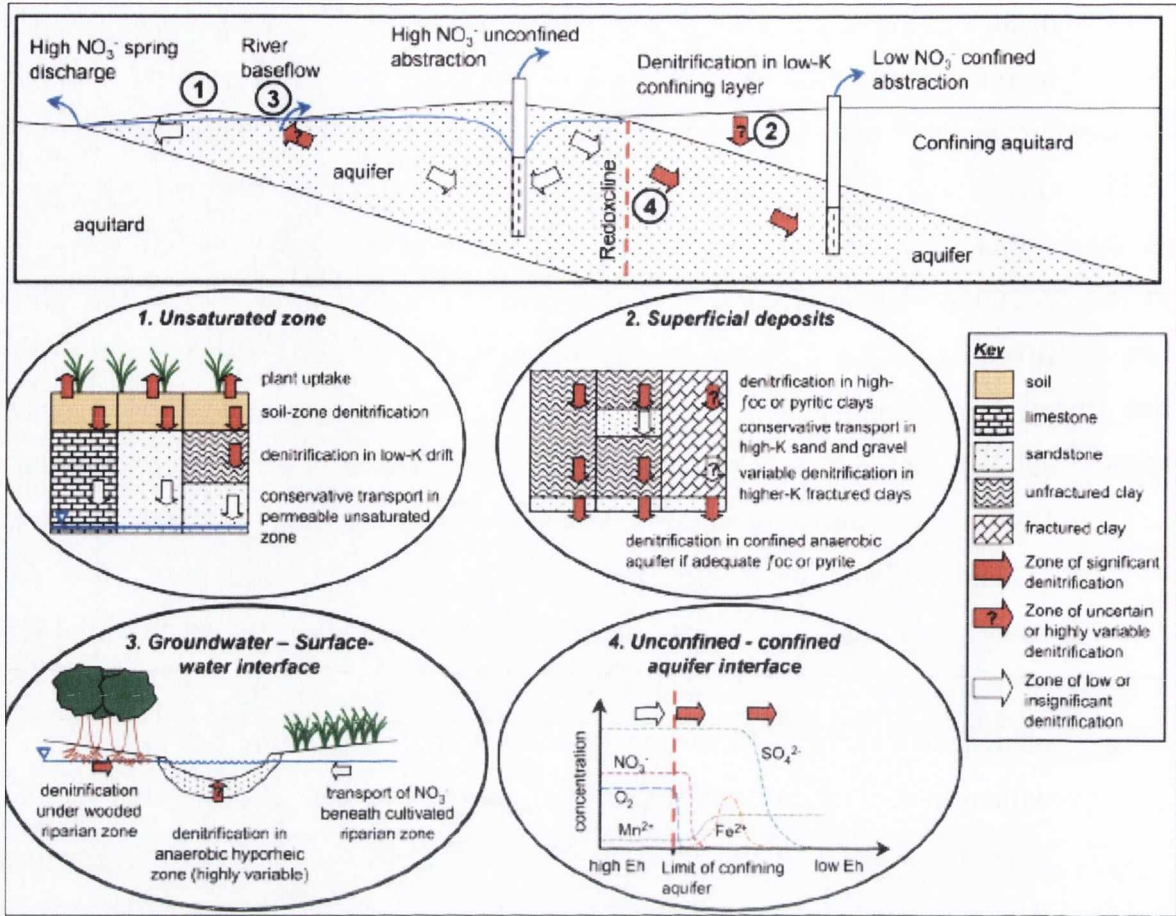 High NO₃⁻ spring
discharge
River
baseflow
High NO₃⁻ unconfined
abstraction
Denitrification in low-K
confining layer
Low NO₃⁻ confined
abstraction
1
3
?
?
2
Confining aquitard
aquifer
4
Redoxcline
aquitard
aquifer
1. Unsaturated zone
plant uptake
soil-zone denitrification
denitrification in low-K drift
conservative transport in
permeable unsaturated
zone
2. Superficial deposits
?
?
denitrification in high-
ƒoc or pyritic clays
conservative transport in
high-K sand and gravel
variable denitrification in
higher-K fractured clays
denitrification in confined anaerobic
aquifer if adequate ƒoc or pyrite
Key
soil
limestone
sandstone
unfractured clay
fractured clay
Zone of significant
denitrification
?
Zone of uncertain
or highly variable
denitrification
Zone of low or
insignificant
denitrification
3. Groundwater – Surface-
water interface
?
denitrification
under wooded
riparian zone
denitrification in
anaerobic hyporheic
zone (highly variable)
transport of NO₃⁻
beneath cultivated
riparian zone
4. Unconfined - confined
aquifer interface
concentration
NO₃⁻
O₂
Mn²⁺
Fe²⁺
SO₄²⁻
high Eh
Limit of confining
aquifer
low Eh